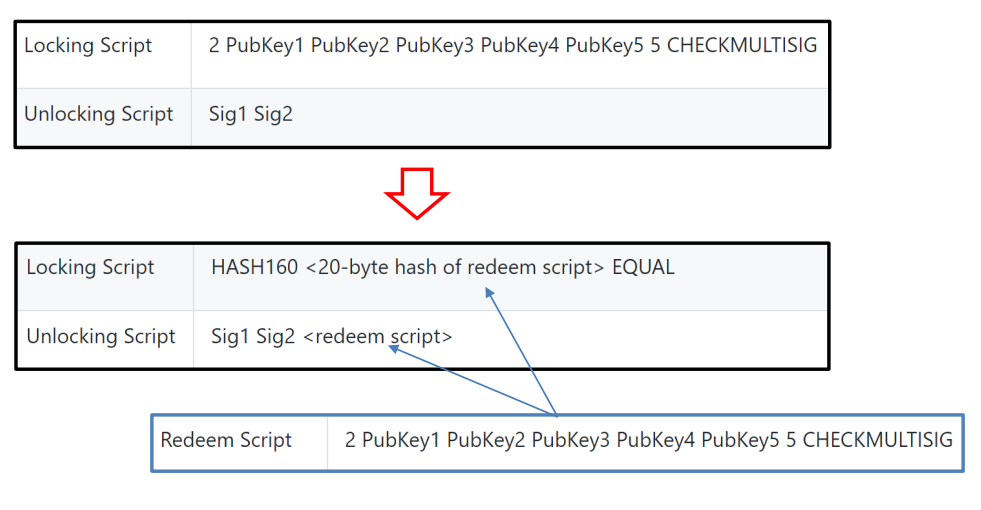 Locking Script 2 PubKey1 PubKey2 PubKey3 PubKey4 PubKey5 5 CHECKMULTISIG
Unlocking Script Sig1 Sig2
Locking Script HASH160 <20-byte hash of redeem script> EQUAL
Unlocking Script Sig1 Sig2 <redeem script>
Redeem Script 2 PubKey1 PubKey2 PubKey3 PubKey4 PubKey5 5 CHECKMULTISIG